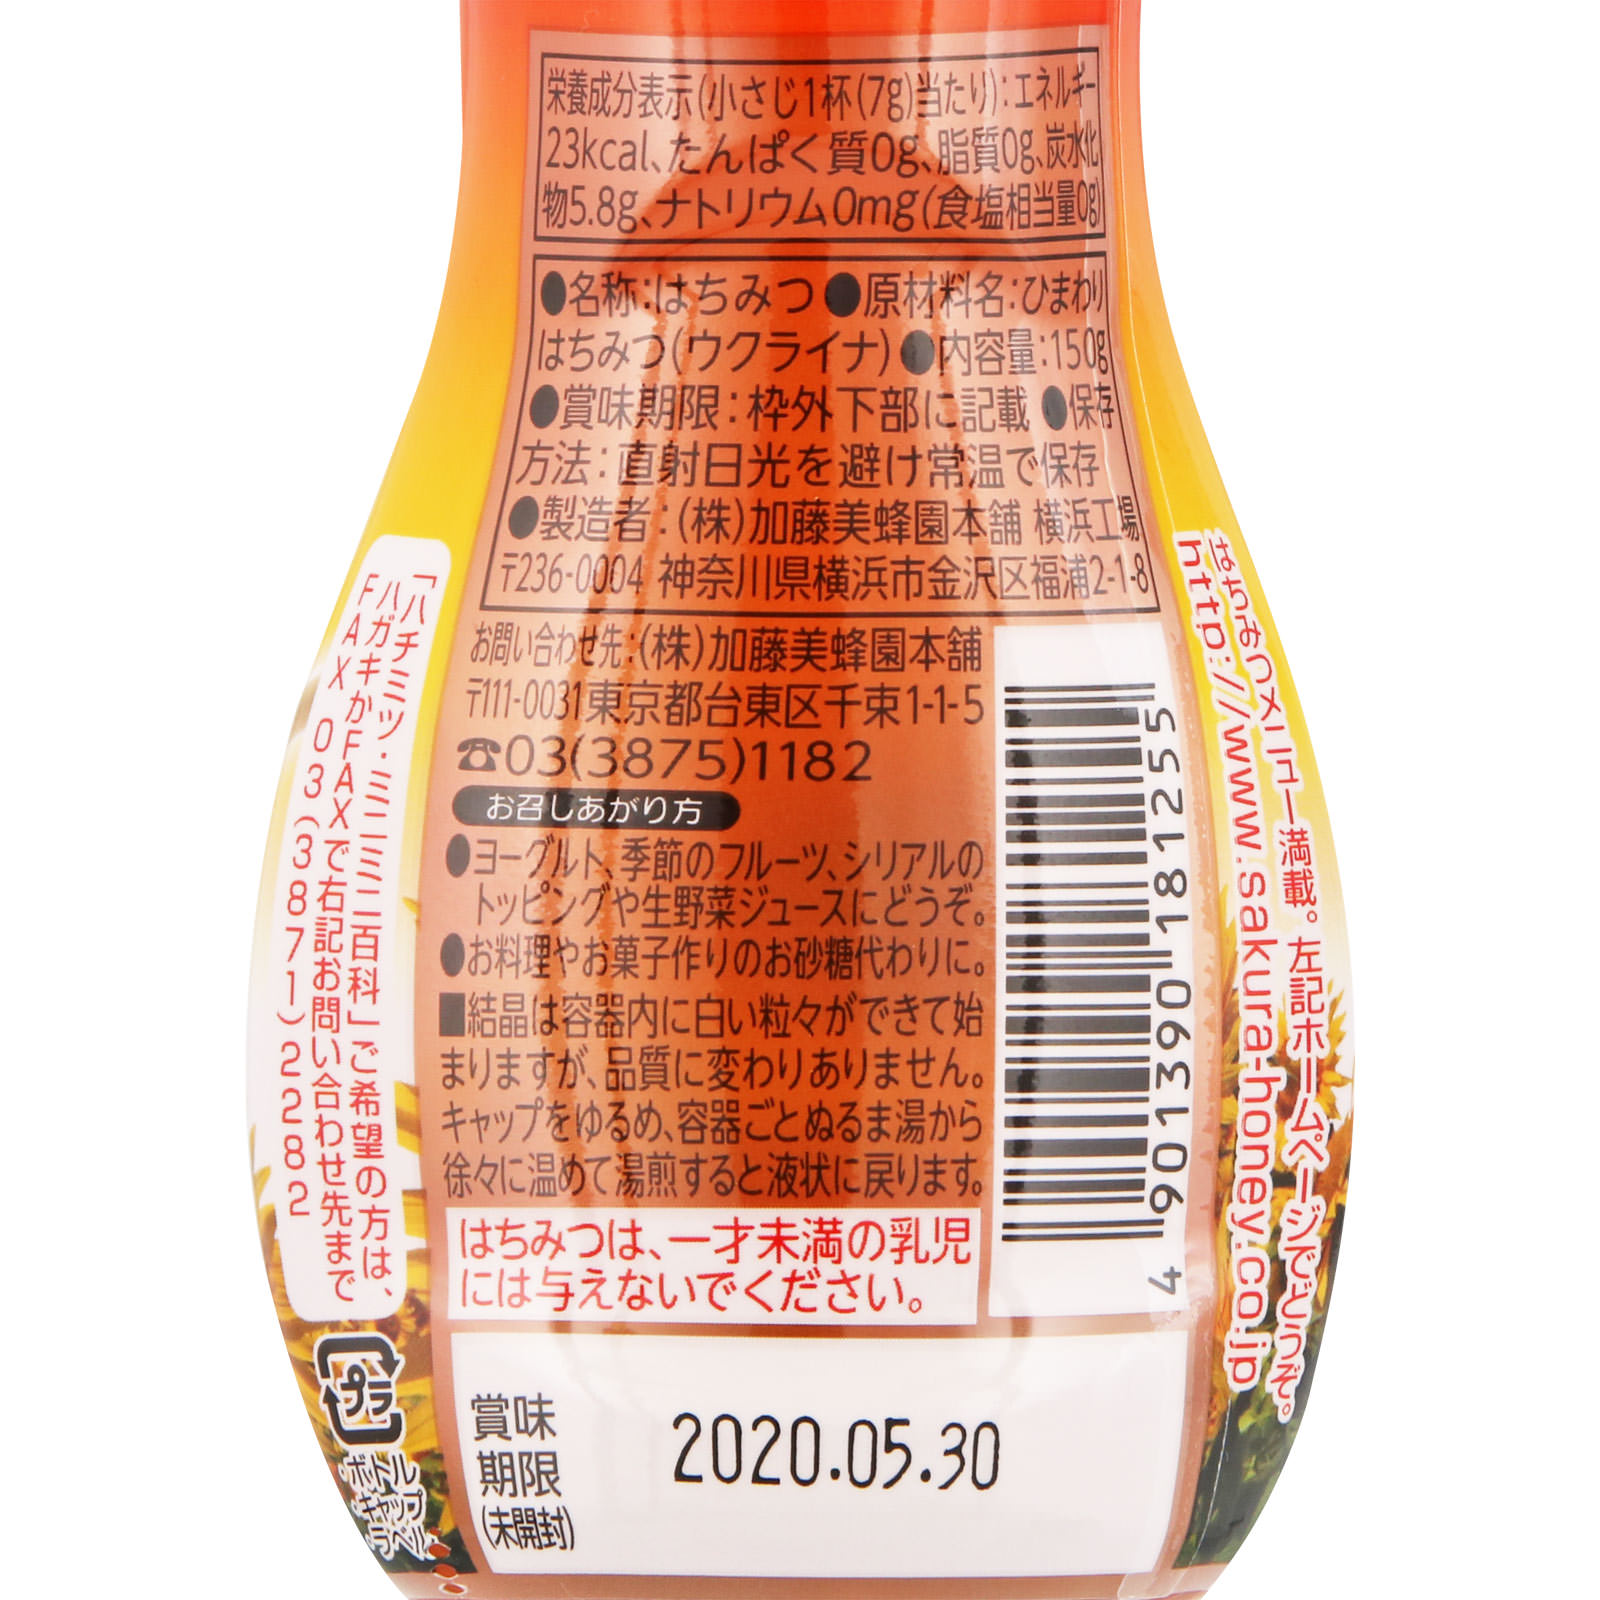 栄養成分表示(小さじ1杯(7g)当たり):エネルギー
23kcal、たんぱく質0g、脂質0g、炭水化
物5.8g、ナトリウム0mg(食塩相当量0g)
●名称:はちみつ●原材料名:ひまわり
はちみつ(ウクライナ)●内容量:150g
●賞味期限:枠外下部に記載●保存
方法:直射日光を避け常温で保存
●製造者:(株)加藤美蜂園本舗 横浜工場
〒236-0004 神奈川県横浜市金沢区福浦2-1-8
お問い合わせ先:(株)加藤美蜂園本舗
〒111-0031東京都台東区千束1-1-5
☎03(3875)1182
お召しあがり方
●ヨーグルト、季節のフルーツ、シリアルの
トッピングや生野菜ジュースにどうぞ。
●お料理やお菓子作りのお砂糖代わりに。
■結晶は容器内に白い粒々ができて始
まりますが、品質に変わりありません。
キャップをゆるめ、容器ごとぬるま湯から
徐々に温めて湯煎すると液状に戻ります。
はちみつは、一才未満の乳児
には与えないでください。
賞味
期限
(未開封)
2020.05.30
4 901390 181255
「ハチミツ・ミニミニ百科」ご希望の方は、
ハガキかFAXで右記お問い合わせ先まで
FAX 03(3871)2282
プラ
・ボトル
・キャップ
・ラベル
はちみつメニュー満載。左記ホームページでどうぞ。
http://www.sakura-honey.co.jp